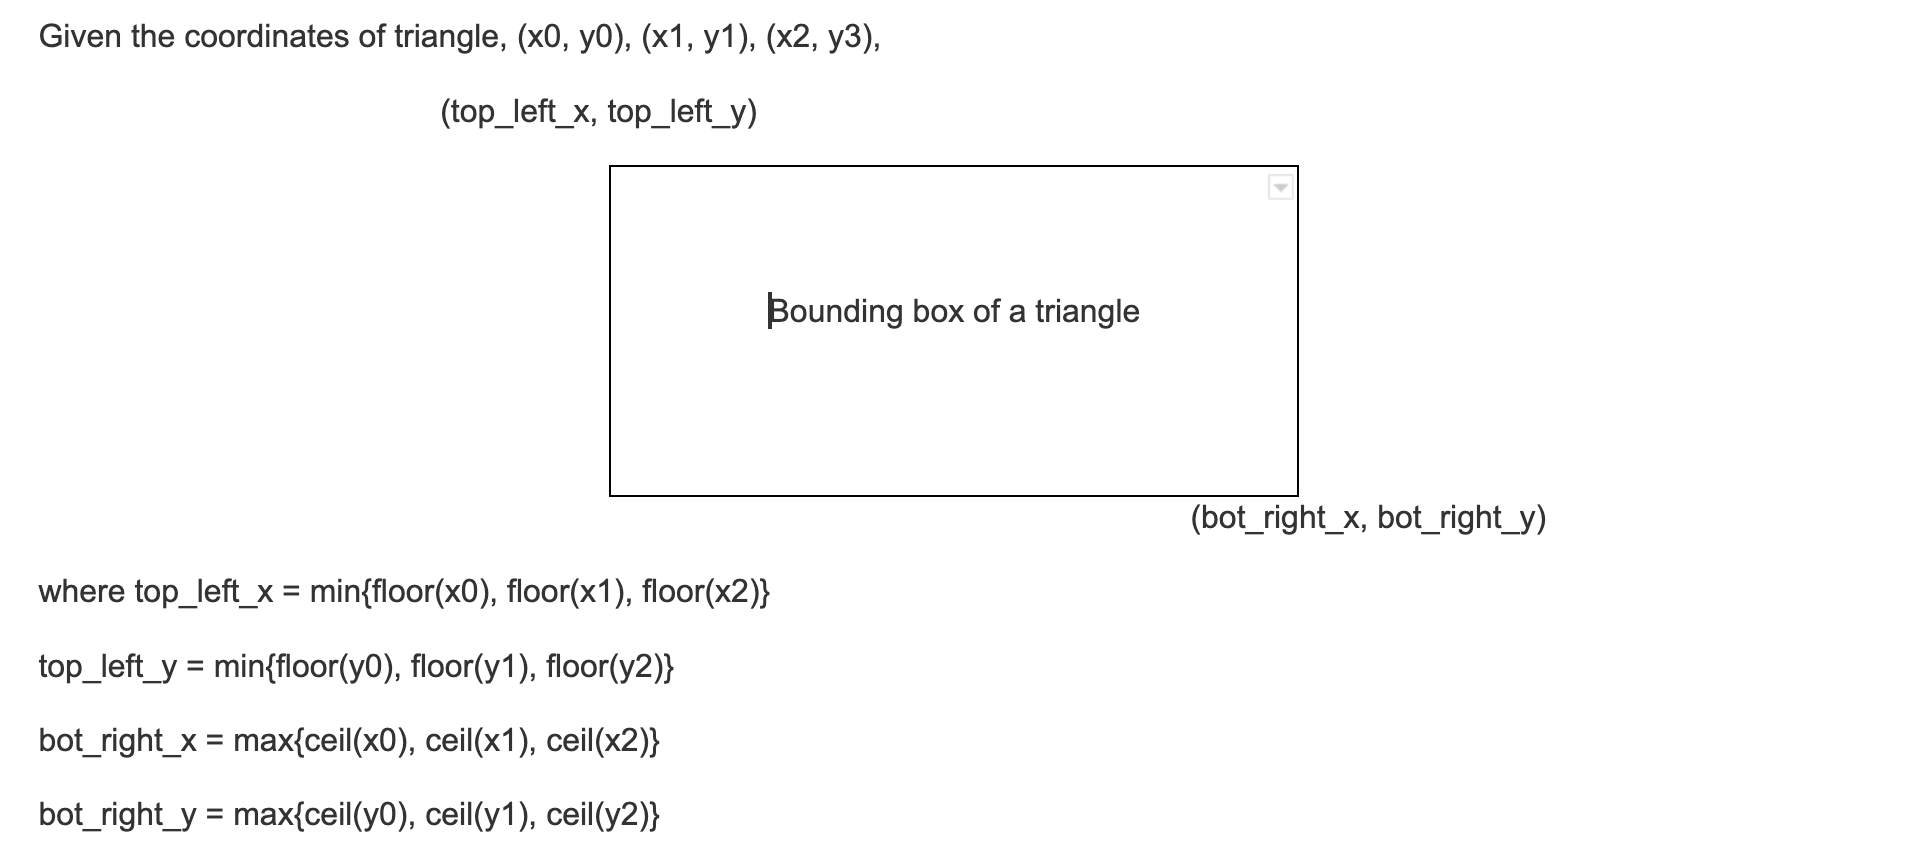 Given the coordinates of triangle, (x0, y0), (x1, y1), (x2, y3),
(top_left_x, top_left_y)
Bounding box of a triangle
(bot_right_x, bot_right_y)
where top_left_x = min{floor(x0), floor(x1), floor(x2)}
top_left_y = min{floor(y0), floor(y1), floor(y2)}
bot_right_x = max{ceil(x0), ceil(x1), ceil(x2)}
bot_right_y = max{ceil(y0), ceil(y1), ceil(y2)}